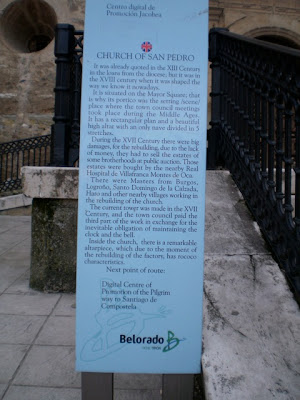 Centro digital de
Promoción Jacobea
CHURCH OF SAN PEDRO
It was already quoted in the XIII Century
in the loans from the diocese, but it was in
the XVIII century when it was shaped the
way we know it nowadays.
It is situated on the Mayor Square; that
is why its portico was the setting
place where the town council meetings
took place during the Middle Ages.
It has a rectangular plan and a beautiful
high altar with an only nave divided in 5
stretches.
During the XVII Century there were big
damages, for the rebuilding, due to the lack
of money, they had to sell the estates of
some brotherhoods at public auction. Those
estates were bought by the nearby Real
Hospital de Villafranca Montes de Oca.
There were Masters from Burgos,
Logroño, Santo Domingo de la Calzada,
Haro and other nearby villages working in
the rebuilding of the church.
The current tower was made in the XVII
Century, and the town council paid the
third part of the work in exchange for the
inevitable obligation of maintaining the
clock and the bell.
Inside the church, there is a remarkable
altarpiece, which due to the moment of
the rebuilding of the factory, has rococo
characteristics.
Next point of route:
Digital Centre of
Promotion of the Pilgrim
way to Santiago de
Compostela
Belorado